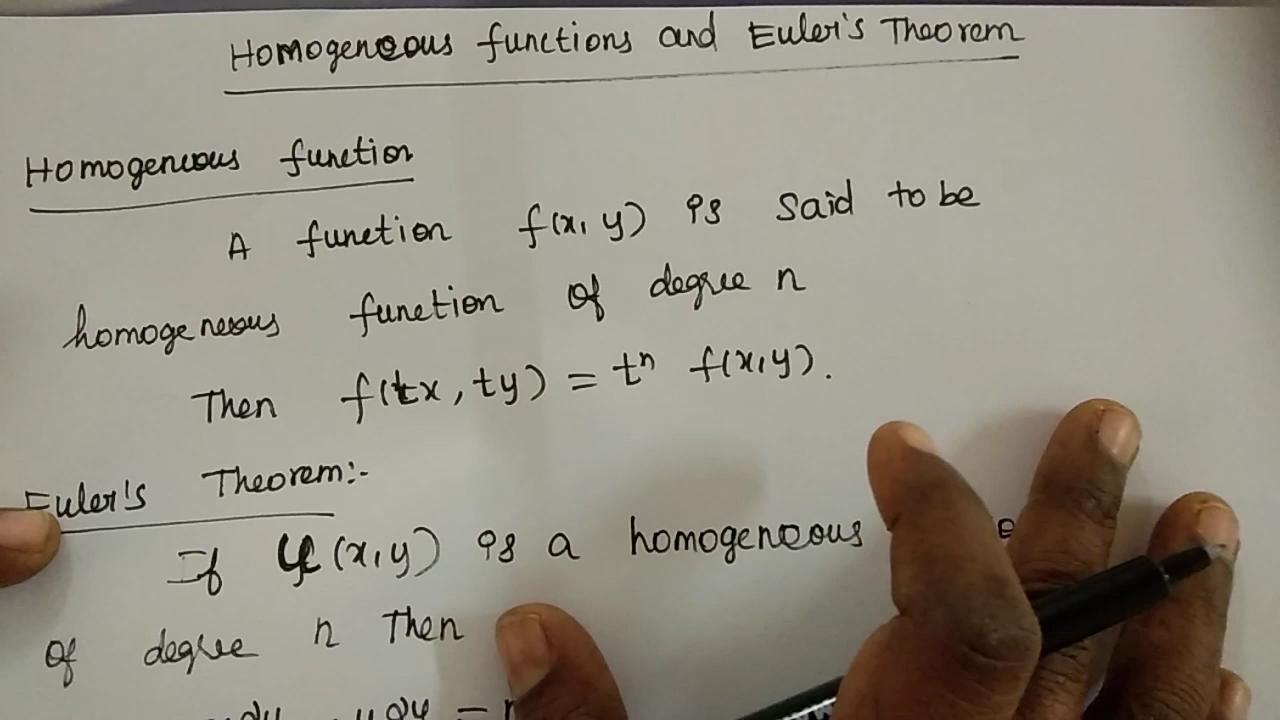 Homogeneous functions and Euler's Theorem
Homogeneous function
A function f(x, y) is said to be
homogeneous function of degree n
Then f(tx, ty) = tⁿ f(x, y).
Euler's Theorem:-
If u(x, y) is a homogeneous
of degree n Then